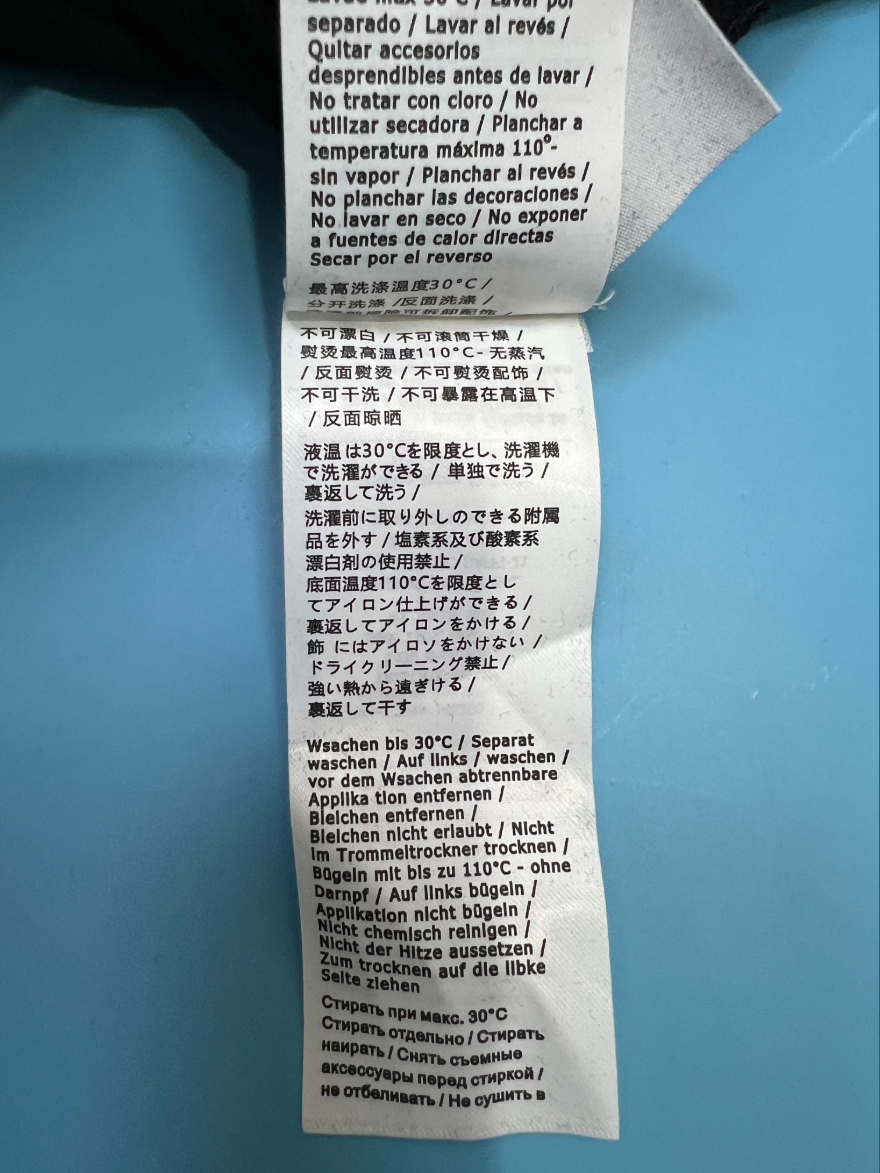 Lavar por
separado / Lavar al revés /
Quitar accesorios
desprendibles antes de lavar /
No tratar con cloro / No
utilizar secadora / Planchar a
temperatura máxima 110°-
sin vapor / Planchar al revés /
No planchar las decoraciones /
No lavar en seco / No exponer
a fuentes de calor directas
Secar por el reverso
最高洗涤温度30°C /
分开洗涤 /反面洗涤 /
不可漂白 / 不可滚筒干燥 /
熨烫最高温度110°C- 无蒸汽
/ 反面熨烫 / 不可熨烫配饰 /
不可干洗 / 不可暴露在高温下
/ 反面晾晒
液温は30°Cを限度とし、洗濯機
で洗濯ができる / 単独で洗う /
裏返して洗う /
洗濯前に取り外しのできる附属
品を外す / 塩素系及び酸素系
漂白剤の使用禁止 /
底面温度110°Cを限度とし
てアイロン仕上げができる /
裏返してアイロンをかける /
飾 にはアイロソをかけない /
ドライクリーニング禁止 /
強い熱から遠ぎける /
裏返して干す
Wsachen bis 30°C / Separat
waschen / Auf links / waschen /
vor dem Wsachen abtrennbare
Applika tion entfernen /
Bleichen entfernen /
Bleichen nicht erlaubt / Nicht
im Trommeltrockner trocknen /
Bügeln mit bis zu 110°C - ohne
Darnpf / Auf links bügeln /
Applikation nicht bügeln /
Nicht chemisch reinigen /
Nicht der Hitze aussetzen /
Zum trocknen auf die libke
Seite ziehen
Стирать при макс. 30°C
Стирать отдельно / Стирать
наирать / Снять съемные
аксессуары перед стиркой /
не отбеливать / Не сушить в